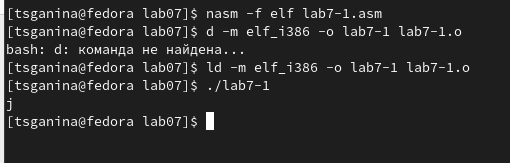 [tsganina@fedora lab07]$ nasm -f elf lab7-1.asm
[tsganina@fedora lab07]$ d -m elf_i386 -o lab7-1 lab7-1.o
bash: d: команда не найдена...
[tsganina@fedora lab07]$ ld -m elf_i386 -o lab7-1 lab7-1.o
[tsganina@fedora lab07]$ ./lab7-1
j
[tsganina@fedora lab07]$